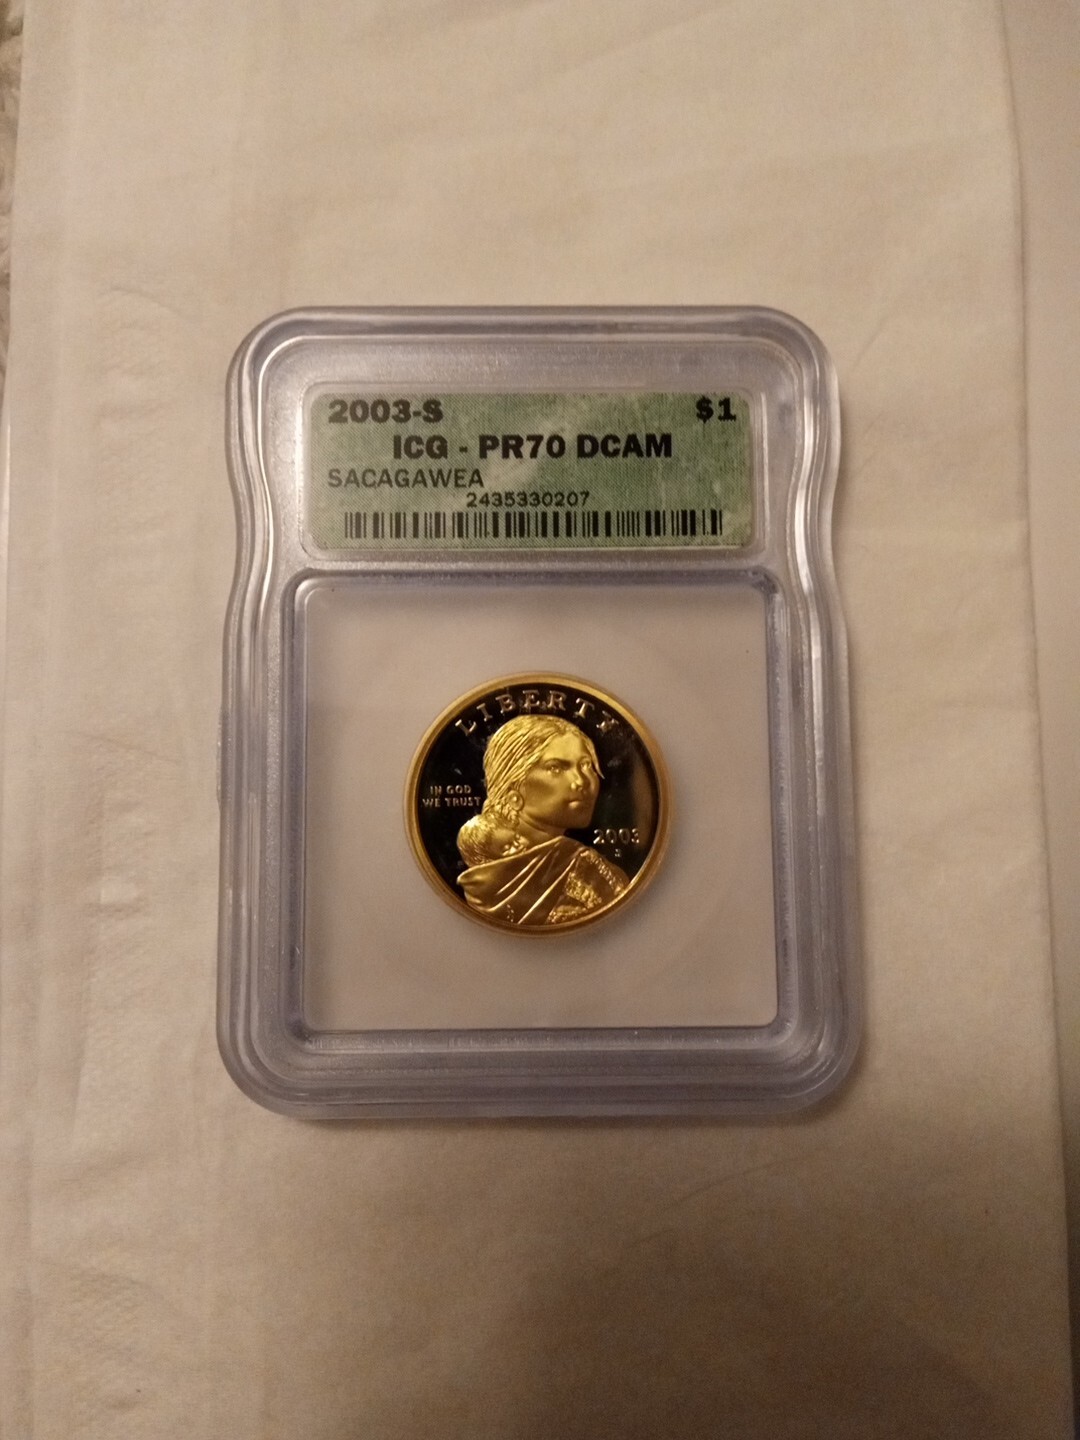 2003-S $1
ICG - PR70 DCAM
SACAGAWEA
2435330207
LIBERTY
IN GOD
WE TRUST
2003
S